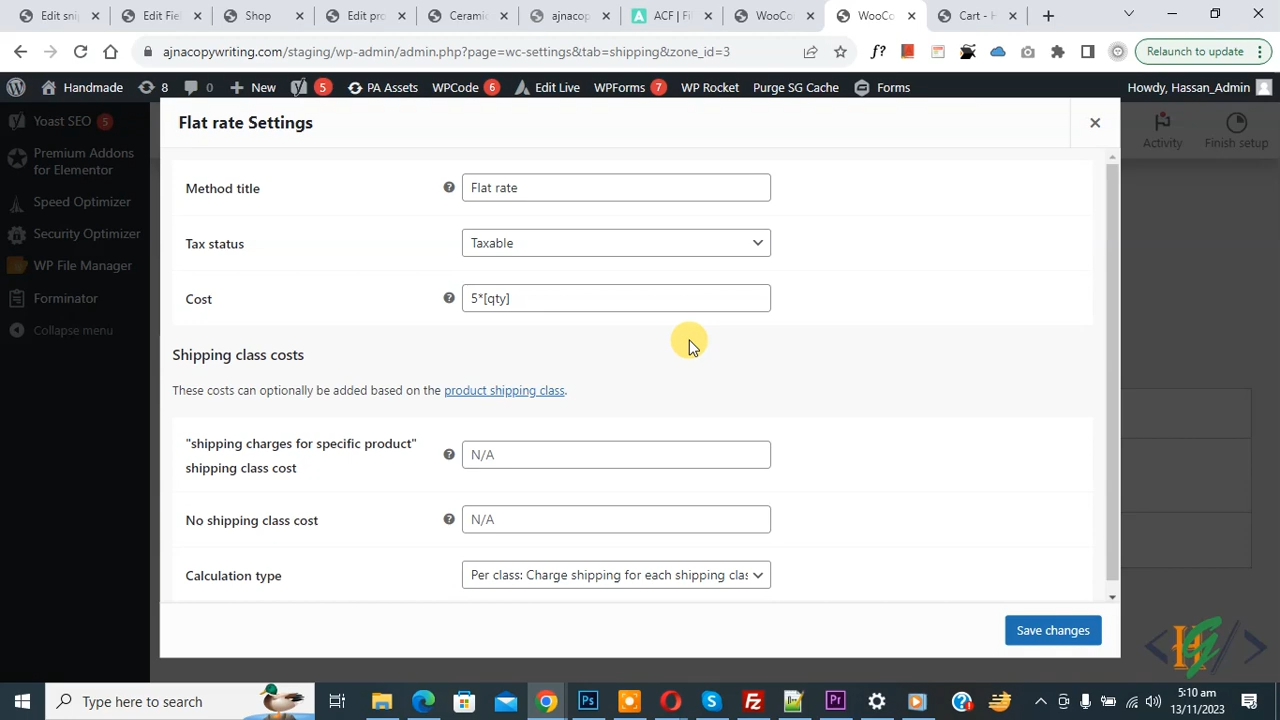 Edit sni
Edit Fie
Shop
Edit pro
Ceramic
ajnacop
ACF | Fi
WooCo
WooCo
Cart - H
ajnacopywriting.com/staging/wp-admin/admin.php?page=wc-settings&tab=shipping&zone_id=3
f?
Relaunch to update
Handmade
8
0
New
5
PA Assets
WPCode 6
Edit Live
WPForms 7
WP Rocket
Purge SG Cache
Forms
Howdy, Hassan_Admin
Yoast SEO 5
Premium Addons
for Elementor
Speed Optimizer
Security Optimizer
WP File Manager
Forminator
Collapse menu
Activity
Finish setup
Flat rate Settings
Method title
Flat rate
Tax status
Taxable
Cost
5*[qty]
Shipping class costs
These costs can optionally be added based on the product shipping class.
"shipping charges for specific product"
shipping class cost
N/A
No shipping class cost
N/A
Calculation type
Per class: Charge shipping for each shipping clas
Save changes
Type here to search
5:10 am
13/11/2023